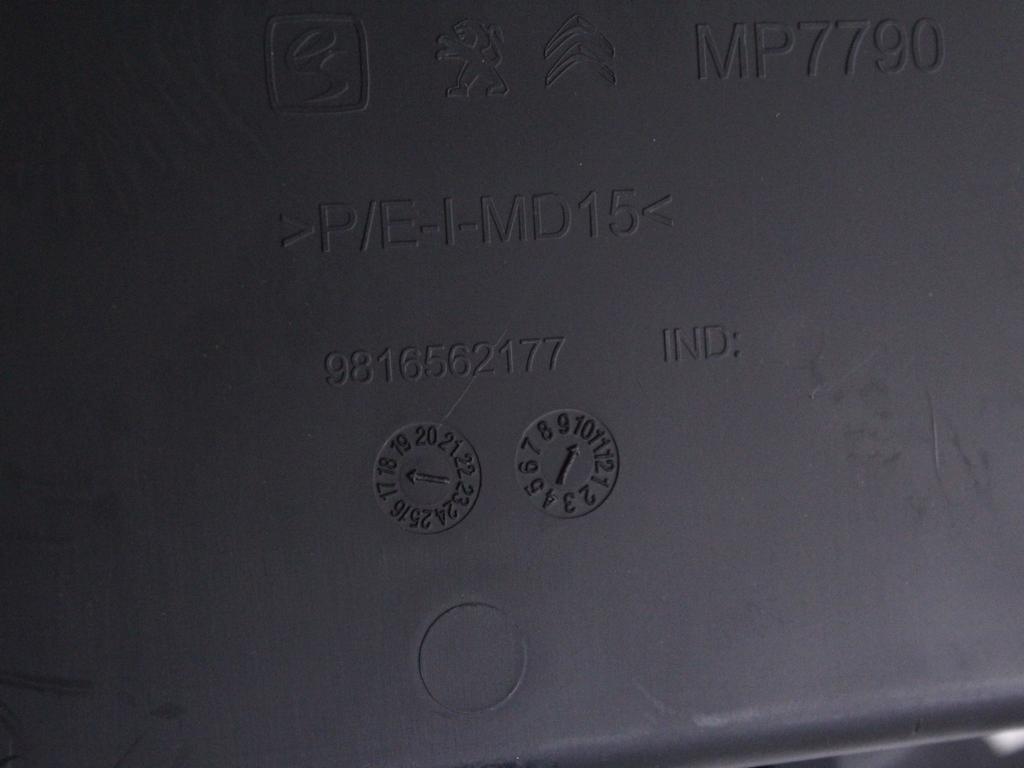 MP7790
>P/E-I-MD15<
9816562177 IND:
16 17 18 19 20 21 22 23 24 25
1 2 3 4 5 6 7 8 9 10 11 12